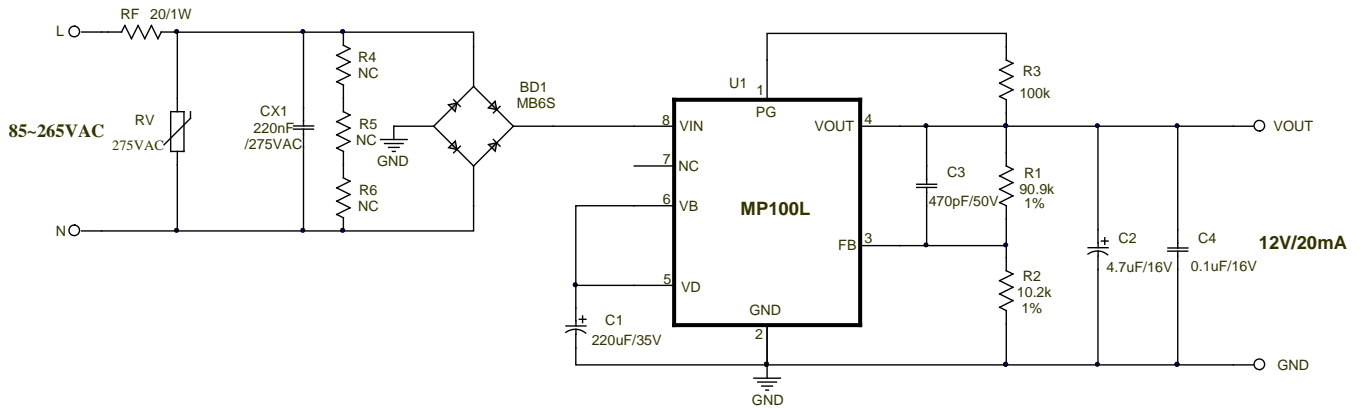 RF 20/1W
L
N
85~265VAC
RV
275VAC
CX1
220nF
/275VAC
R4
NC
R5
NC
R6
NC
GND
BD1
MB6S
U1
1
PG
8
VIN
7
NC
6
VB
5
VD
MP100L
VOUT
4
FB
3
GND
2
GND
C1
220uF/35V
C3
470pF/50V
R3
100k
R1
90.9k
1%
R2
10.2k
1%
C2
4.7uF/16V
C4
0.1uF/16V
VOUT
12V/20mA
GND